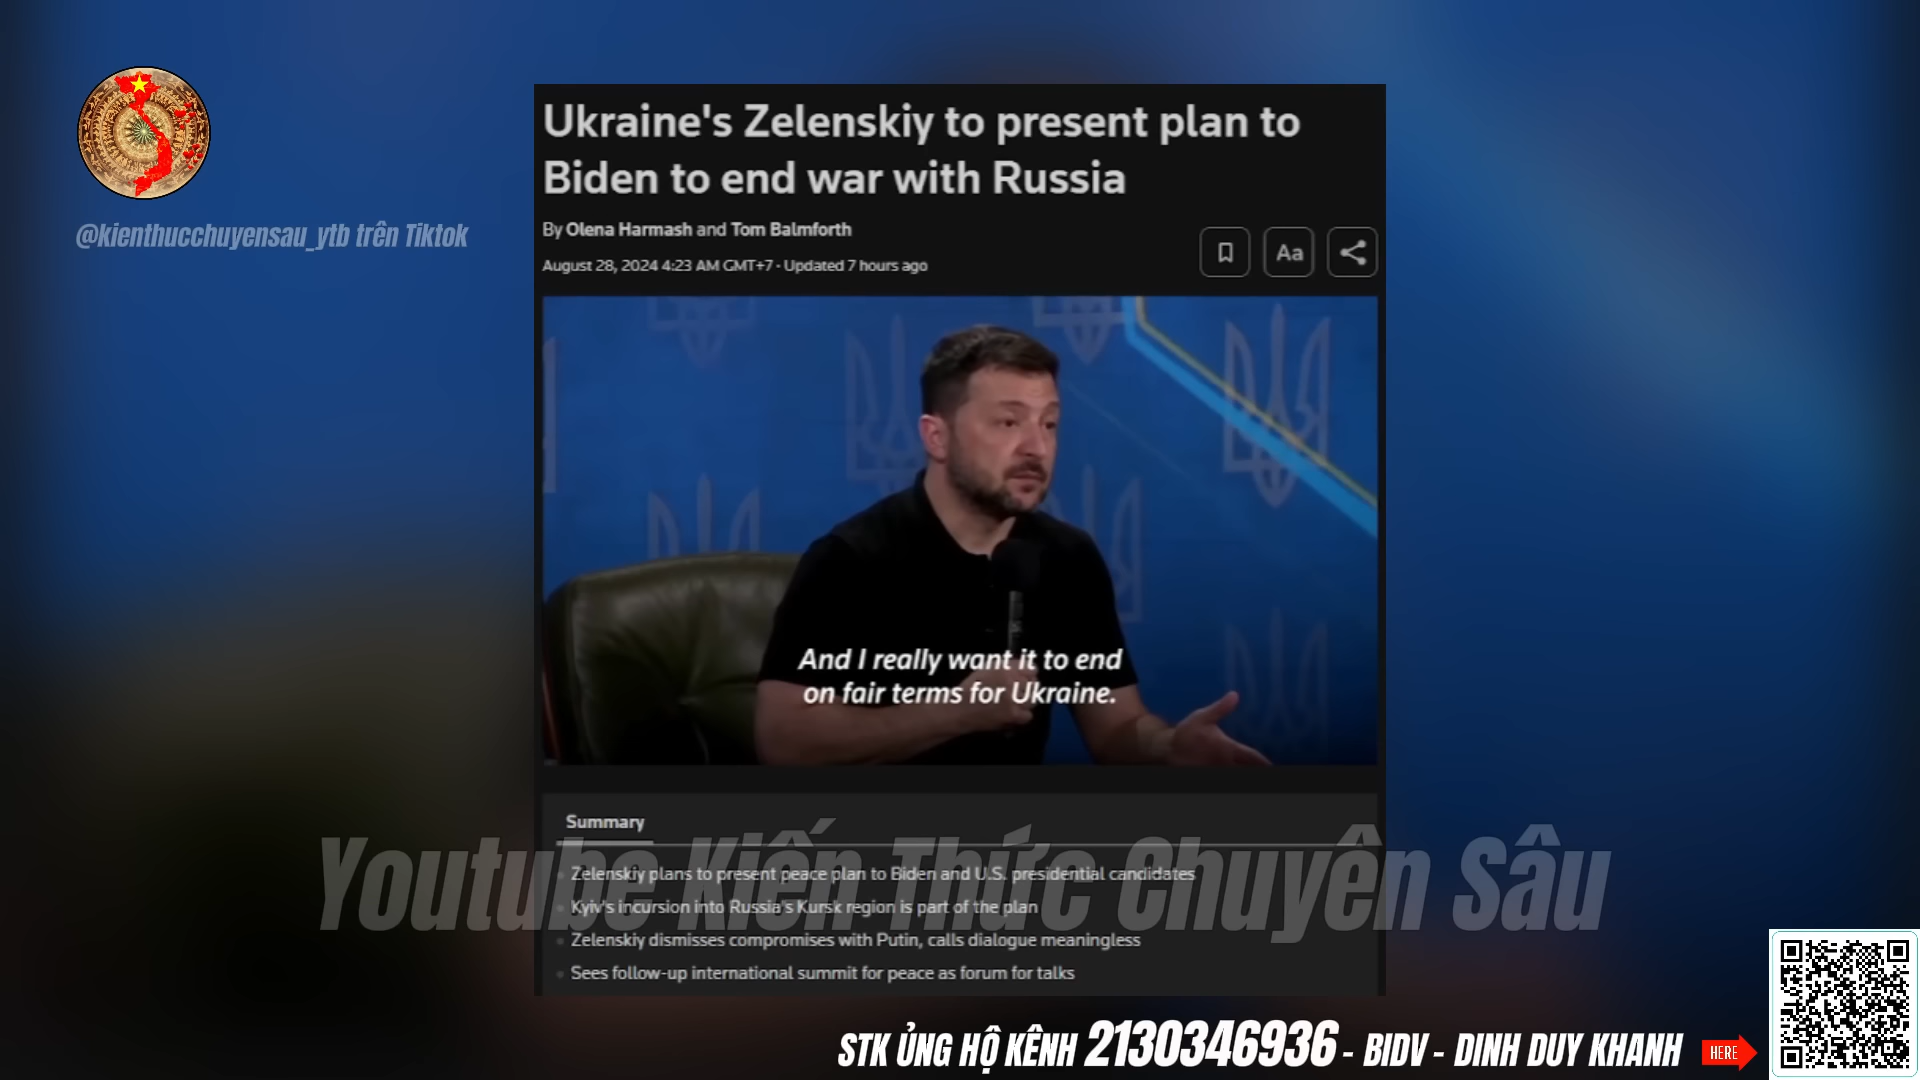 @kienthucchuyensau_ytb trên Tiktok
Ukraine's Zelenskiy to present plan to
Biden to end war with Russia
By Olena Harmash and Tom Balmforth
August 28, 2024 4:23 AM GMT+7 · Updated 7 hours ago
Aa
And I really want it to end
on fair terms for Ukraine.
Summary
Youtube Kiến Thức Chuyên Sâu
Zelenskiy plans to present peace plan to Biden and U.S. presidential candidates
Kyiv's incursion into Russia's Kursk region is part of the plan
Zelenskiy dismisses compromises with Putin, calls dialogue meaningless
Sees follow-up international summit for peace as forum for talks
STK ỦNG HỘ KÊNH 2130346936 - BIDV - DINH DUY KHANH
HERE